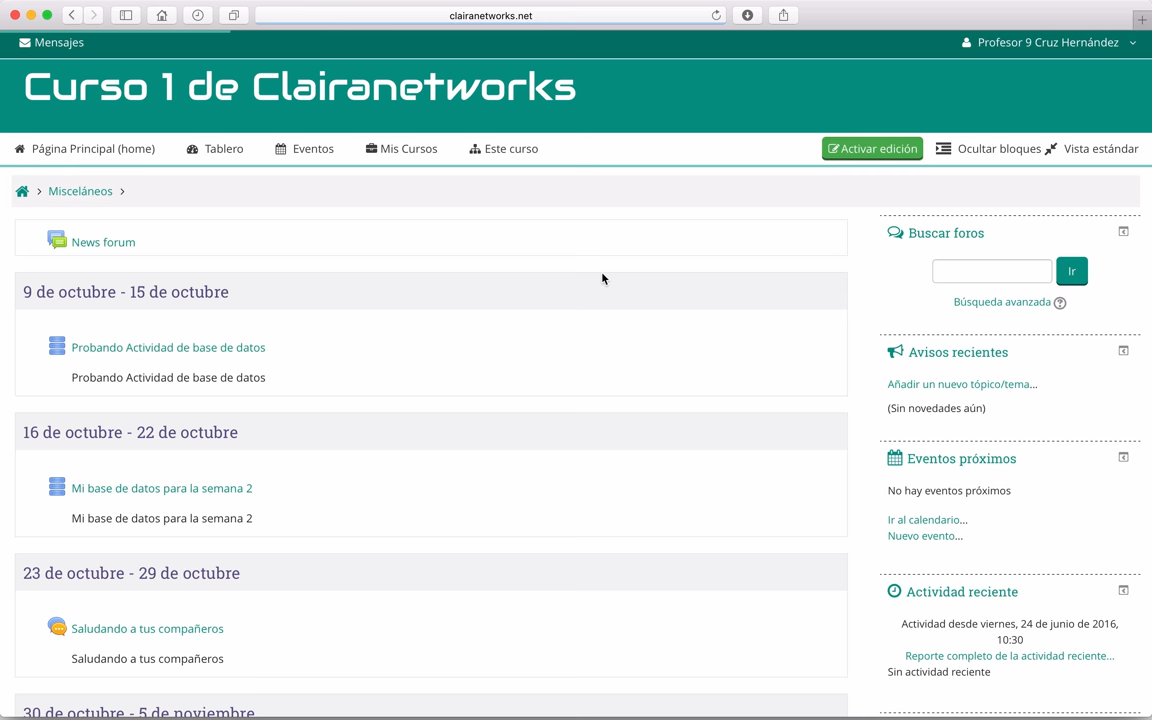 clairanetworks.net
Mensajes
Profesor 9 Cruz Hernández
Curso 1 de Clairanetworks
Página Principal (home)
Tablero
Eventos
Mis Cursos
Este curso
Activar edición
Ocultar bloques
Vista estándar
Misceláneos
News forum
9 de octubre - 15 de octubre
Probando Actividad de base de datos
Probando Actividad de base de datos
16 de octubre - 22 de octubre
Mi base de datos para la semana 2
Mi base de datos para la semana 2
23 de octubre - 29 de octubre
Saludando a tus compañeros
Saludando a tus compañeros
30 de octubre - 5 de noviembre
Buscar foros
Ir
Búsqueda avanzada
Avisos recientes
Añadir un nuevo tópico/tema...
(Sin novedades aún)
Eventos próximos
No hay eventos próximos
Ir al calendario...
Nuevo evento...
Actividad reciente
Actividad desde viernes, 24 de junio de 2016,
10:30
Reporte completo de la actividad reciente...
Sin actividad reciente